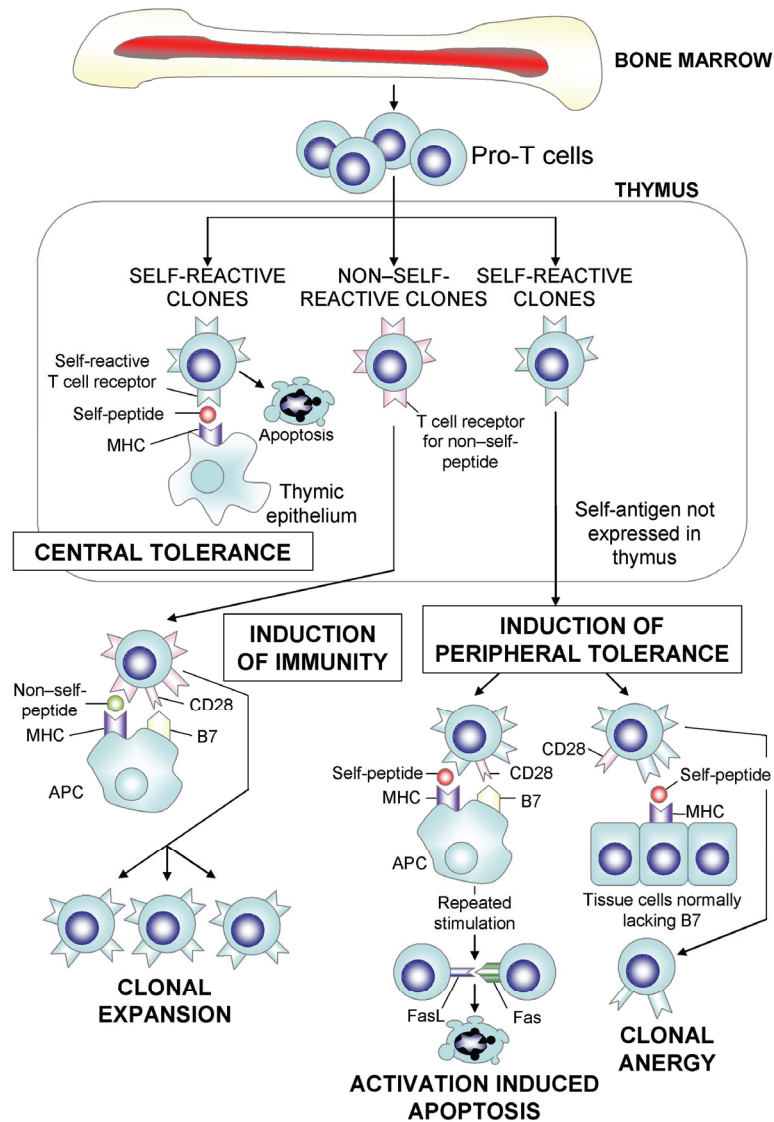 BONE MARROW
Pro-T cells
THYMUS
SELF-REACTIVE
CLONES
NON–SELF-
REACTIVE CLONES
SELF-REACTIVE
CLONES
Self-reactive
T cell receptor
Self-peptide
MHC
Apoptosis
Thymic
epithelium
T cell receptor
for non–self-
peptide
Self-antigen not
expressed in
thymus
CENTRAL TOLERANCE
INDUCTION
OF IMMUNITY
INDUCTION OF
PERIPHERAL TOLERANCE
Non–self-
peptide
MHC
CD28
B7
APC
CLONAL
EXPANSION
Self-peptide
MHC
CD28
B7
APC
Repeated
stimulation
FasL
Fas
ACTIVATION INDUCED
APOPTOSIS
CD28
Self-peptide
MHC
Tissue cells normally
lacking B7
CLONAL
ANERGY